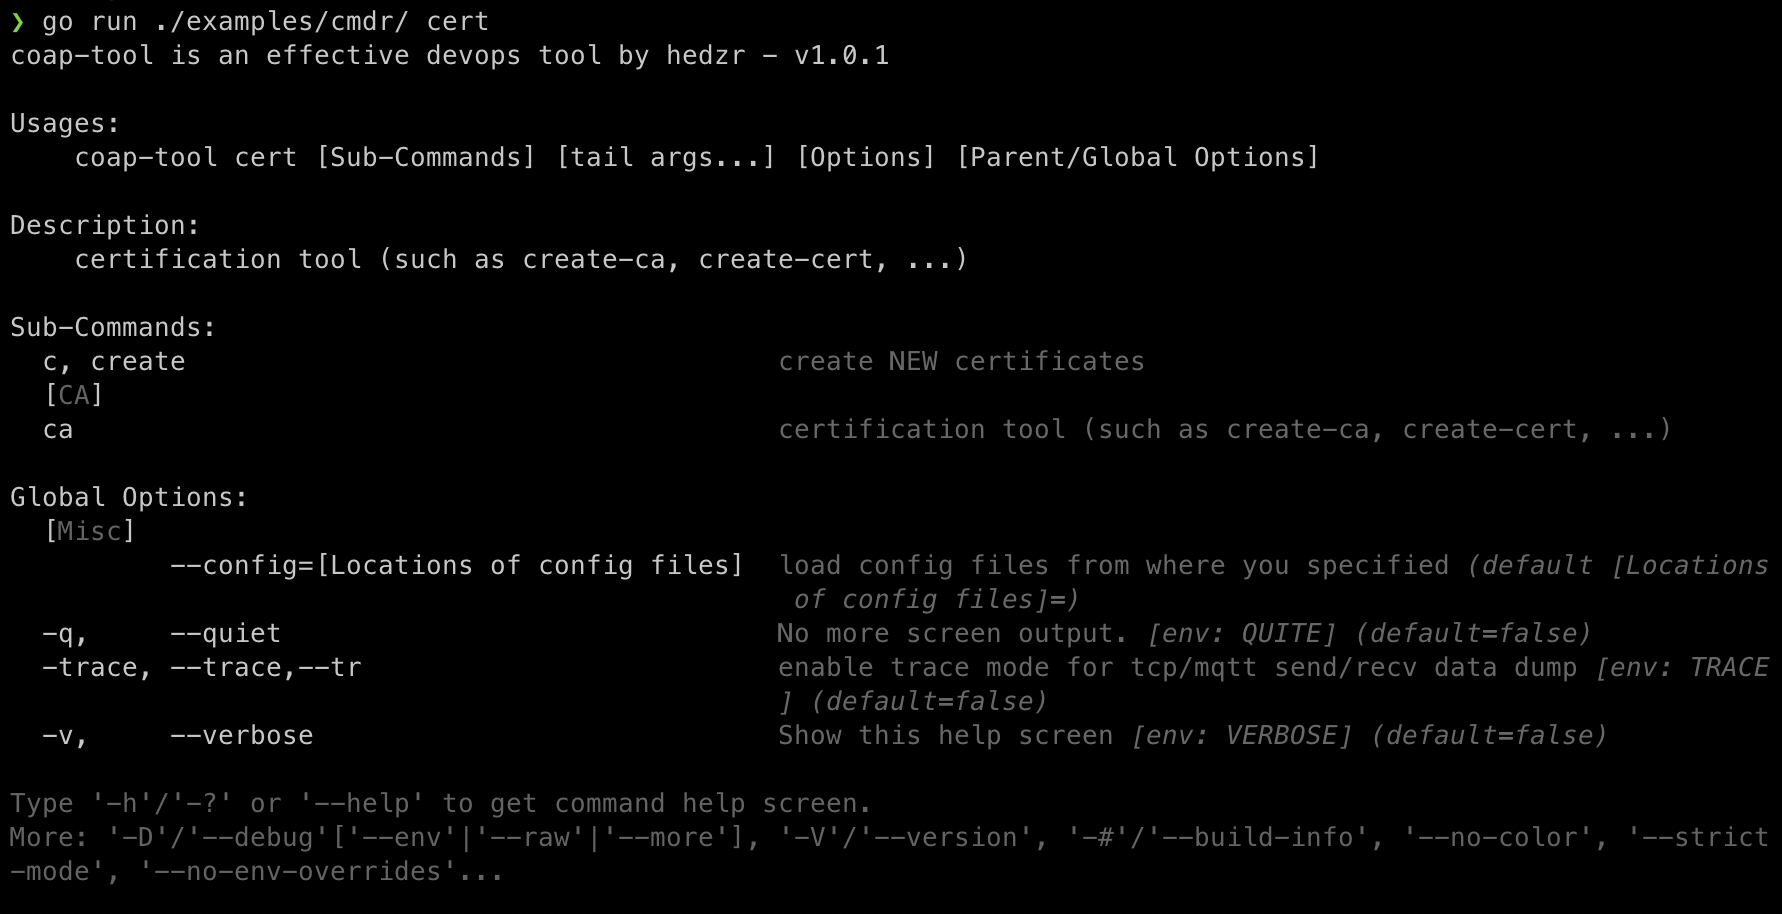 ❯ go run ./examples/cmdr/ cert
coap-tool is an effective devops tool by hedzr - v1.0.1
Usages:
coap-tool cert [Sub-Commands] [tail args...] [Options] [Parent/Global Options]
Description:
certification tool (such as create-ca, create-cert, ...)
Sub-Commands:
c, create create NEW certificates
[CA]
ca certification tool (such as create-ca, create-cert, ...)
Global Options:
[Misc]
--config=[Locations of config files] load config files from where you specified (default [Locations
of config files]=)
-q, --quiet No more screen output. [env: QUITE] (default=false)
-trace, --trace,--tr enable trace mode for tcp/mqtt send/recv data dump [env: TRACE
] (default=false)
-v, --verbose Show this help screen [env: VERBOSE] (default=false)
Type '-h'/'-?' or '--help' to get command help screen.
More: '-D'/'--debug'['--env'|'--raw'|'--more'], '-V'/'--version', '-#'/'--build-info', '--no-color', '--strict
-mode', '--no-env-overrides'...